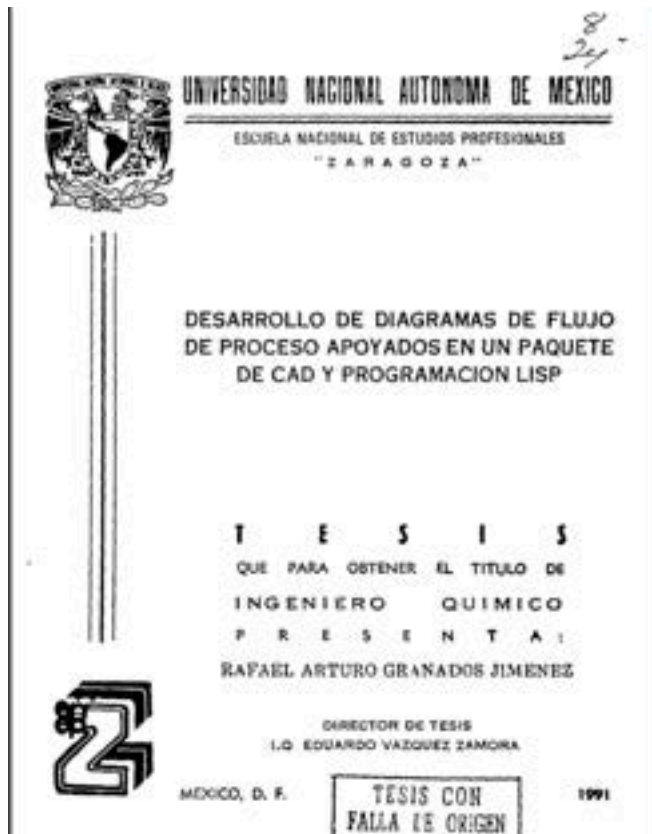 8
UNIVERSIDAD NACIONAL AUTONOMA DE MEXICO
ESCUELA NACIONAL DE ESTUDIOS PROFESIONALES
"ZARAGOZA"
DESARROLLO DE DIAGRAMAS DE FLUJO
DE PROCESO APOYADOS EN UN PAQUETE
DE CAD Y PROGRAMACION LISP
T E S I S
QUE PARA OBTENER EL TITULO DE
INGENIERO QUIMICO
P R E S E N T A :
RAFAEL ARTURO GRANADOS JIMENEZ
DIRECTOR DE TESIS
I.Q. EDUARDO VAZQUEZ ZAMORA
MEXICO, D. F.
1991
TESIS CON
FALLA DE ORIGEN